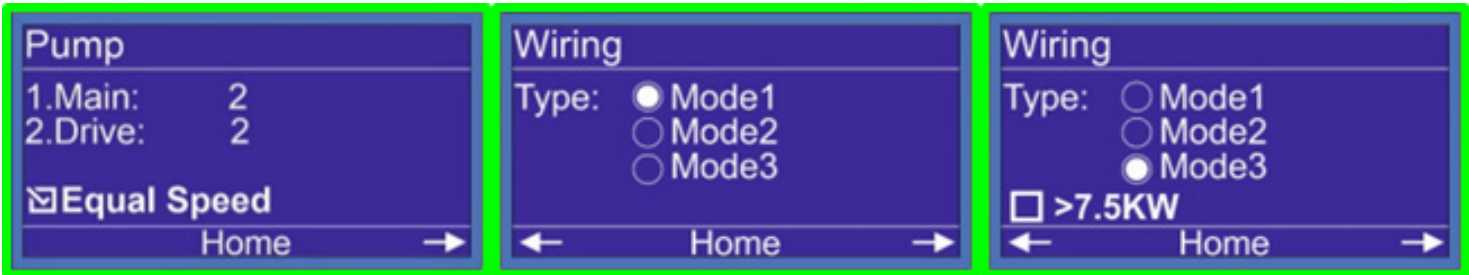 Pump
1.Main: 2
2.Drive: 2
Equal Speed
Home
Wiring
Type: Mode1
Mode2
Mode3
Home
Wiring
Type: Mode1
Mode2
Mode3
>7.5KW
Home